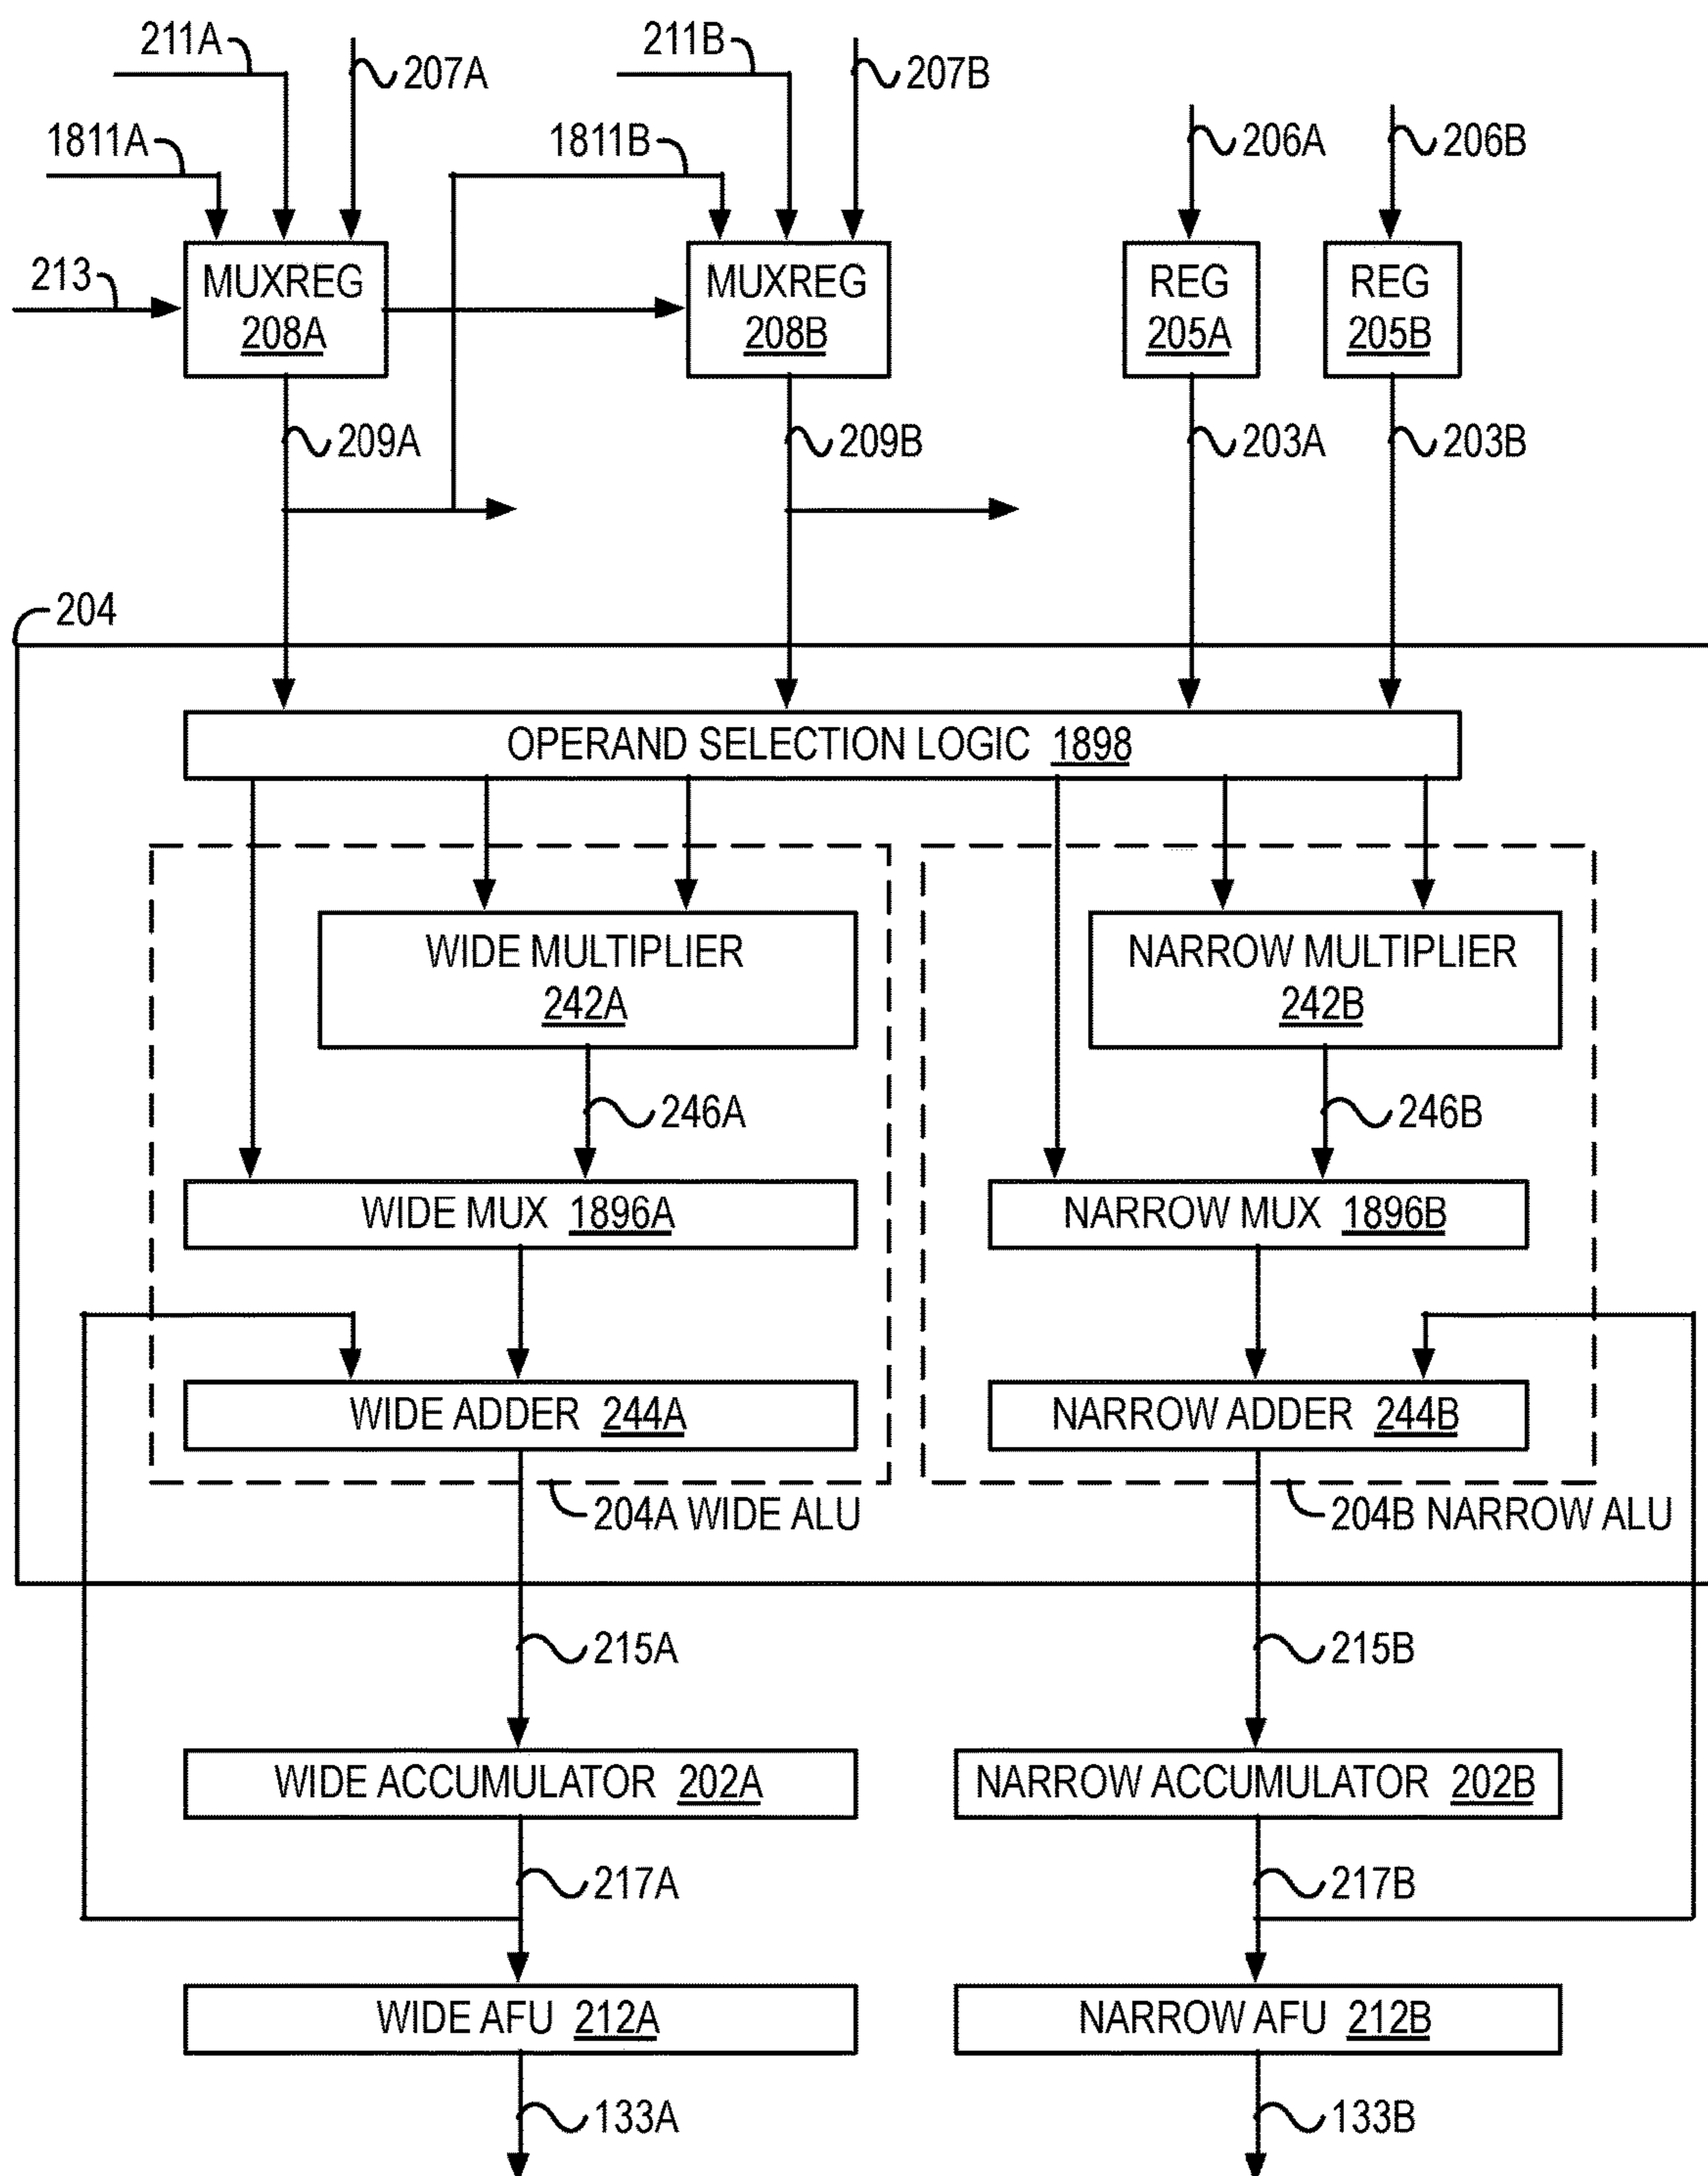 211A
207A
211B
207B
1811A
1811B
206A
206B
213
MUXREG
208A
MUXREG
208B
REG
205A
REG
205B
209A
209B
203A
203B
204
OPERAND SELECTION LOGIC 1898
WIDE MULTIPLIER
242A
NARROW MULTIPLIER
242B
246A
246B
WIDE MUX 1896A
NARROW MUX 1896B
WIDE ADDER 244A
NARROW ADDER 244B
204A WIDE ALU
204B NARROW ALU
215A
215B
WIDE ACCUMULATOR 202A
NARROW ACCUMULATOR 202B
217A
217B
WIDE AFU 212A
NARROW AFU 212B
133A
133B